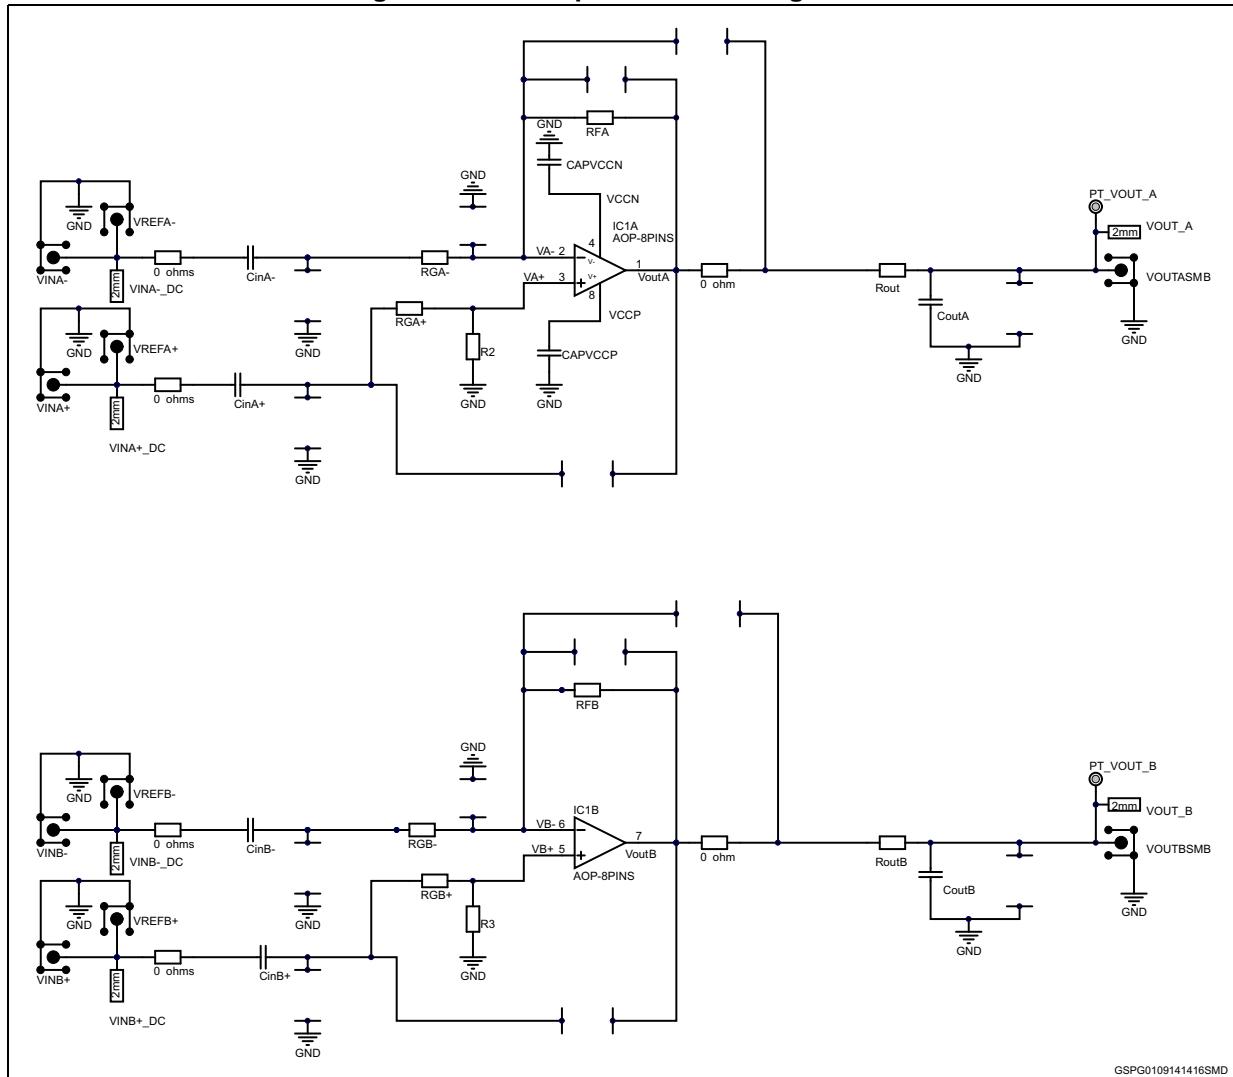 GND
RFA
CAPVCCN
GND
VCCN
PT_VOUT_A
GND
VREFA-
IC1A
AOP-8PINS
VOUT_A
2mm
4
VA- 2
V-
1
VINA-
2mm
0 ohms
VINA-_DC
CinA-
RGA-
VA+ 3
V+
VoutA
0 ohm
Rout
VOUTASMB
8
CoutA
RGA+
VCCP
GND
VREFA+
GND
R2
CAPVCCP
GND
GND
VINA+
2mm
0 ohms
CinA+
GND
GND
VINA+_DC
GND
RFB
GND
PT_VOUT_B
GND
VREFB-
2mm
VOUT_B
IC1B
VB- 6
7
VINB-
2mm
0 ohms
VINB-_DC
CinB-
RGB-
VB+ 5
VoutB
0 ohm
RoutB
VOUTBSMB
AOP-8PINS
CoutB
RGB+
GND
VREFB+
GND
R3
GND
GND
GND
VINB+
2mm
0 ohms
CinB+
VINB+_DC
GND
GSPG0109141416SMD